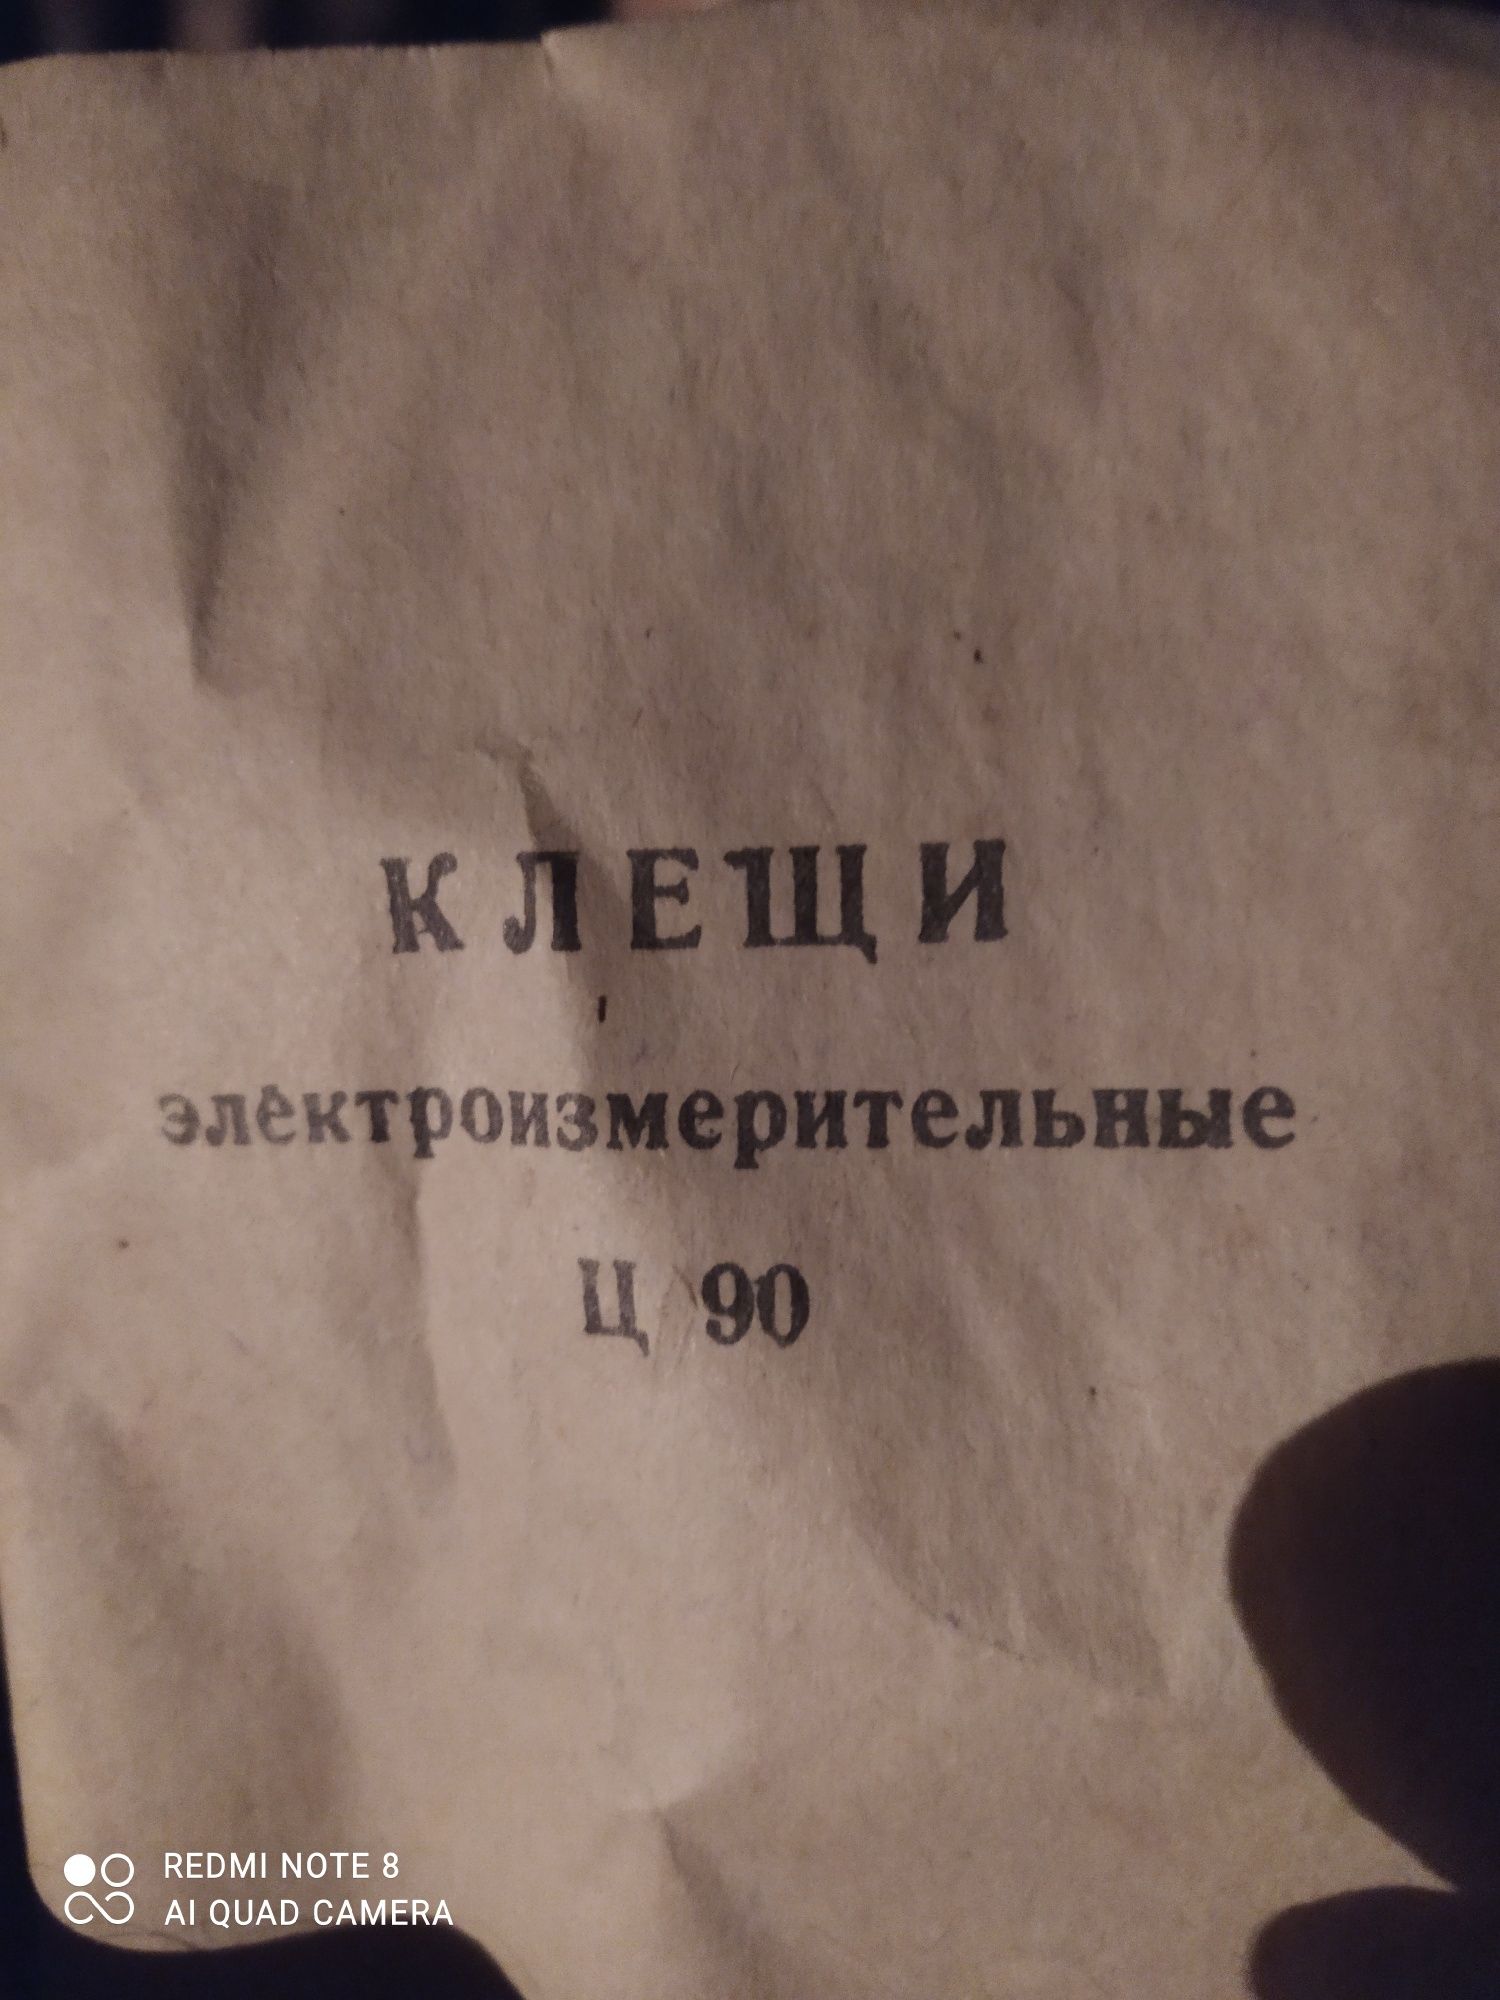 КЛЕЩИ
электроизмерительные
Ц 90
REDMI NOTE 8
AI QUAD CAMERA